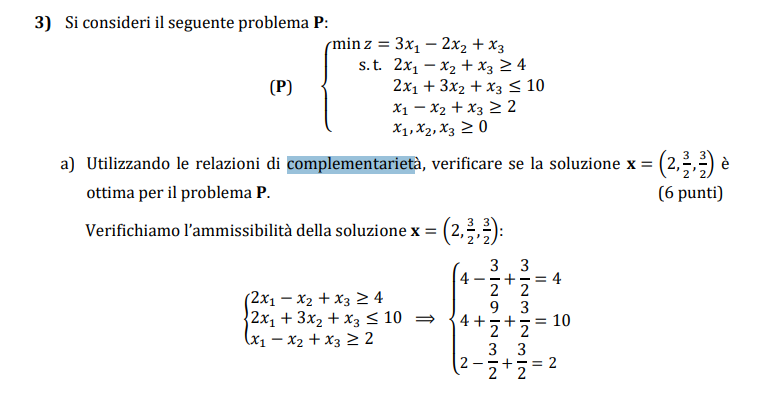 3) Si consideri il seguente problema P:
(P) { min z = 3x₁ − 2x₂ + x₃
s. t. 2x₁ − x₂ + x₃ ≥ 4
2x₁ + 3x₂ + x₃ ≤ 10
x₁ − x₂ + x₃ ≥ 2
x₁, x₂, x₃ ≥ 0
a) Utilizzando le relazioni di complementarietà, verificare se la soluzione x = (2, 3/2, 3/2) è
ottima per il problema P. (6 punti)
Verifichiamo l'ammissibilità della soluzione x = (2, 3/2, 3/2):
{ 2x₁ − x₂ + x₃ ≥ 4
2x₁ + 3x₂ + x₃ ≤ 10
x₁ − x₂ + x₃ ≥ 2
⟹ { 4 − 3/2 + 3/2 = 4
4 + 9/2 + 3/2 = 10
2 − 3/2 + 3/2 = 2